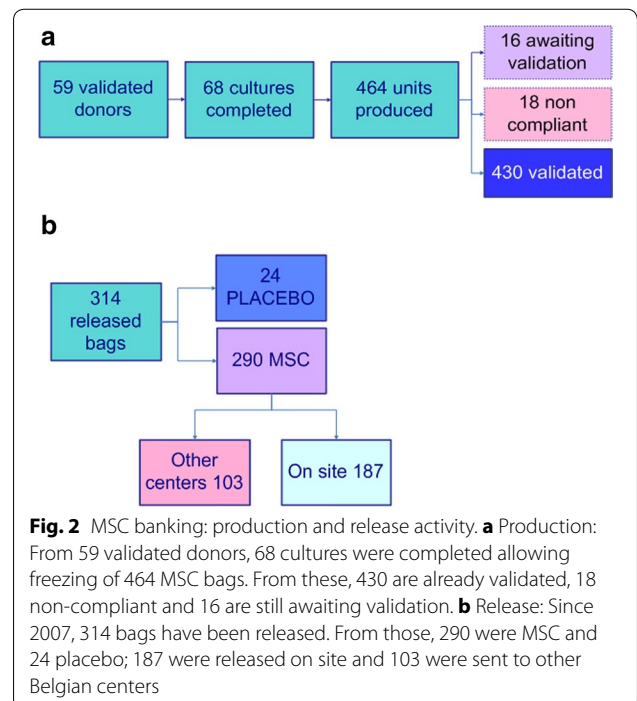 a
59 validated
donors
68 cultures
completed
464 units
produced
16 awaiting
validation
18 non
compliant
430 validated
b
314
released
bags
24
PLACEBO
290 MSC
Other
centers 103
On site 187
Fig. 2 MSC banking: production and release activity. a Production:
From 59 validated donors, 68 cultures were completed allowing
freezing of 464 MSC bags. From these, 430 are already validated, 18
non-compliant and 16 are still awaiting validation. b Release: Since
2007, 314 bags have been released. From those, 290 were MSC and
24 placebo; 187 were released on site and 103 were sent to other
Belgian centers